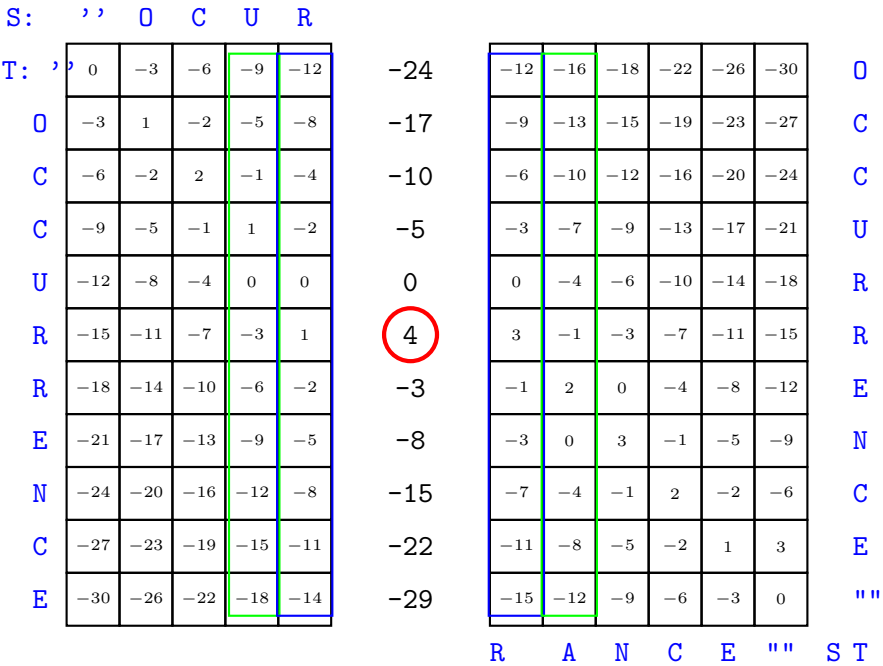 S: '' O C U R
T: '' 0 −3 −6 −9 −12 -24 −12 −16 −18 −22 −26 −30 O
O −3 1 −2 −5 −8 -17 −9 −13 −15 −19 −23 −27 C
C −6 −2 2 −1 −4 -10 −6 −10 −12 −16 −20 −24 C
C −9 −5 −1 1 −2 -5 −3 −7 −9 −13 −17 −21 U
U −12 −8 −4 0 0 0 0 −4 −6 −10 −14 −18 R
R −15 −11 −7 −3 1 4 3 −1 −3 −7 −11 −15 R
R −18 −14 −10 −6 −2 -3 −1 2 0 −4 −8 −12 E
E −21 −17 −13 −9 −5 -8 −3 0 3 −1 −5 −9 N
N −24 −20 −16 −12 −8 -15 −7 −4 −1 2 −2 −6 C
C −27 −23 −19 −15 −11 -22 −11 −8 −5 −2 1 3 E
E −30 −26 −22 −18 −14 -29 −15 −12 −9 −6 −3 0 ""
R A N C E "" S T